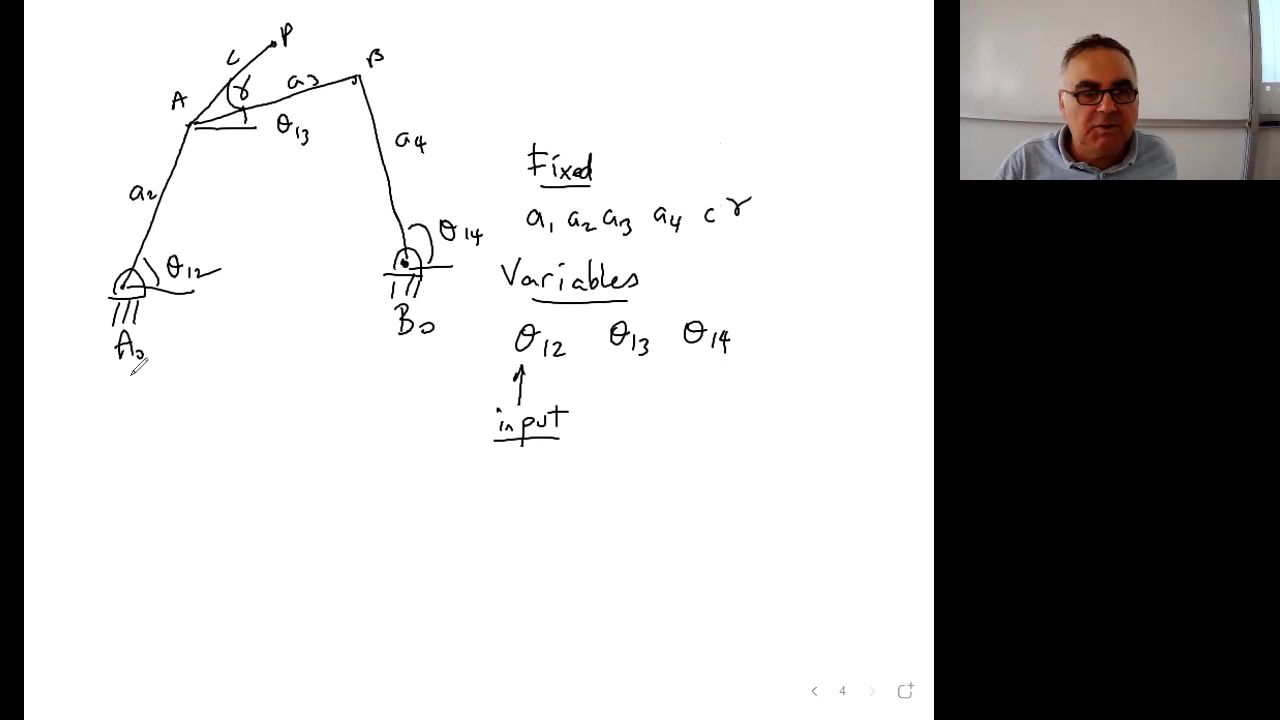 P
C
B
A
γ
a3
θ13
a4
a2
θ14
θ12
B0
A0
Fixed
a1 a2 a3 a4 c γ
Variables
θ12 θ13 θ14
input
4